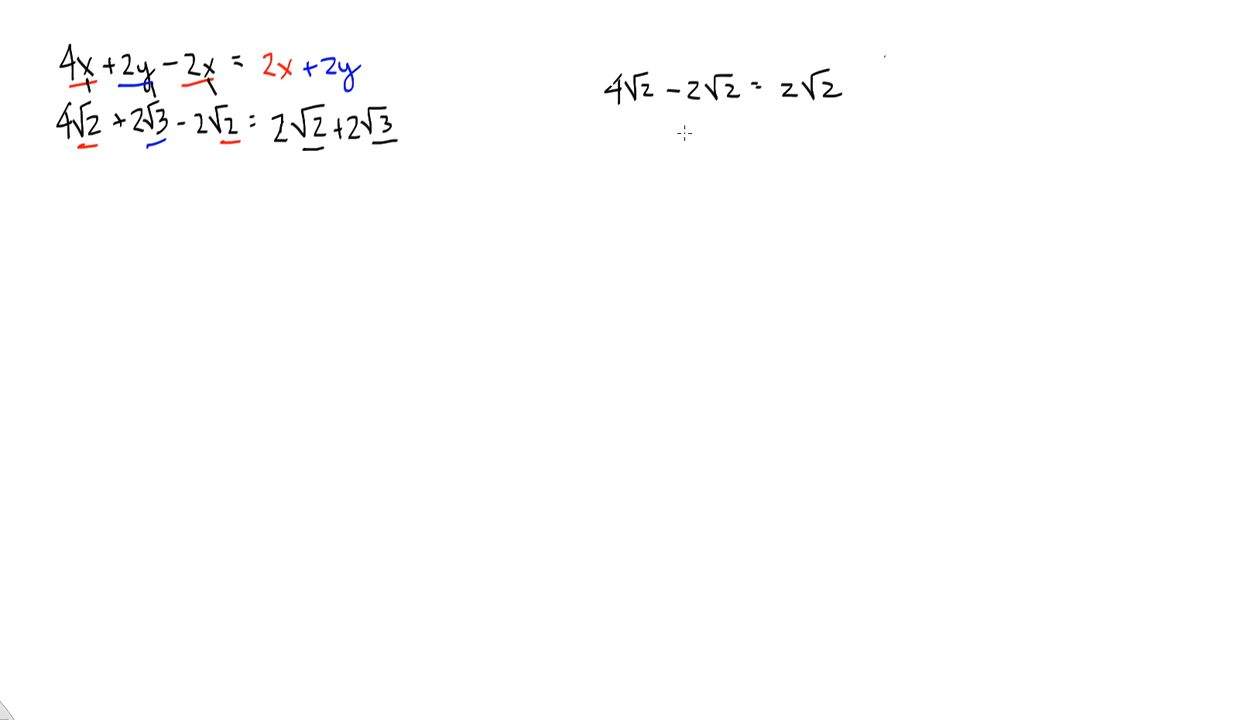 4x + 2y - 2x = 2x + 2y
4√2 + 2√3 - 2√2 = 2√2 + 2√3
4√2 - 2√2 = 2√2